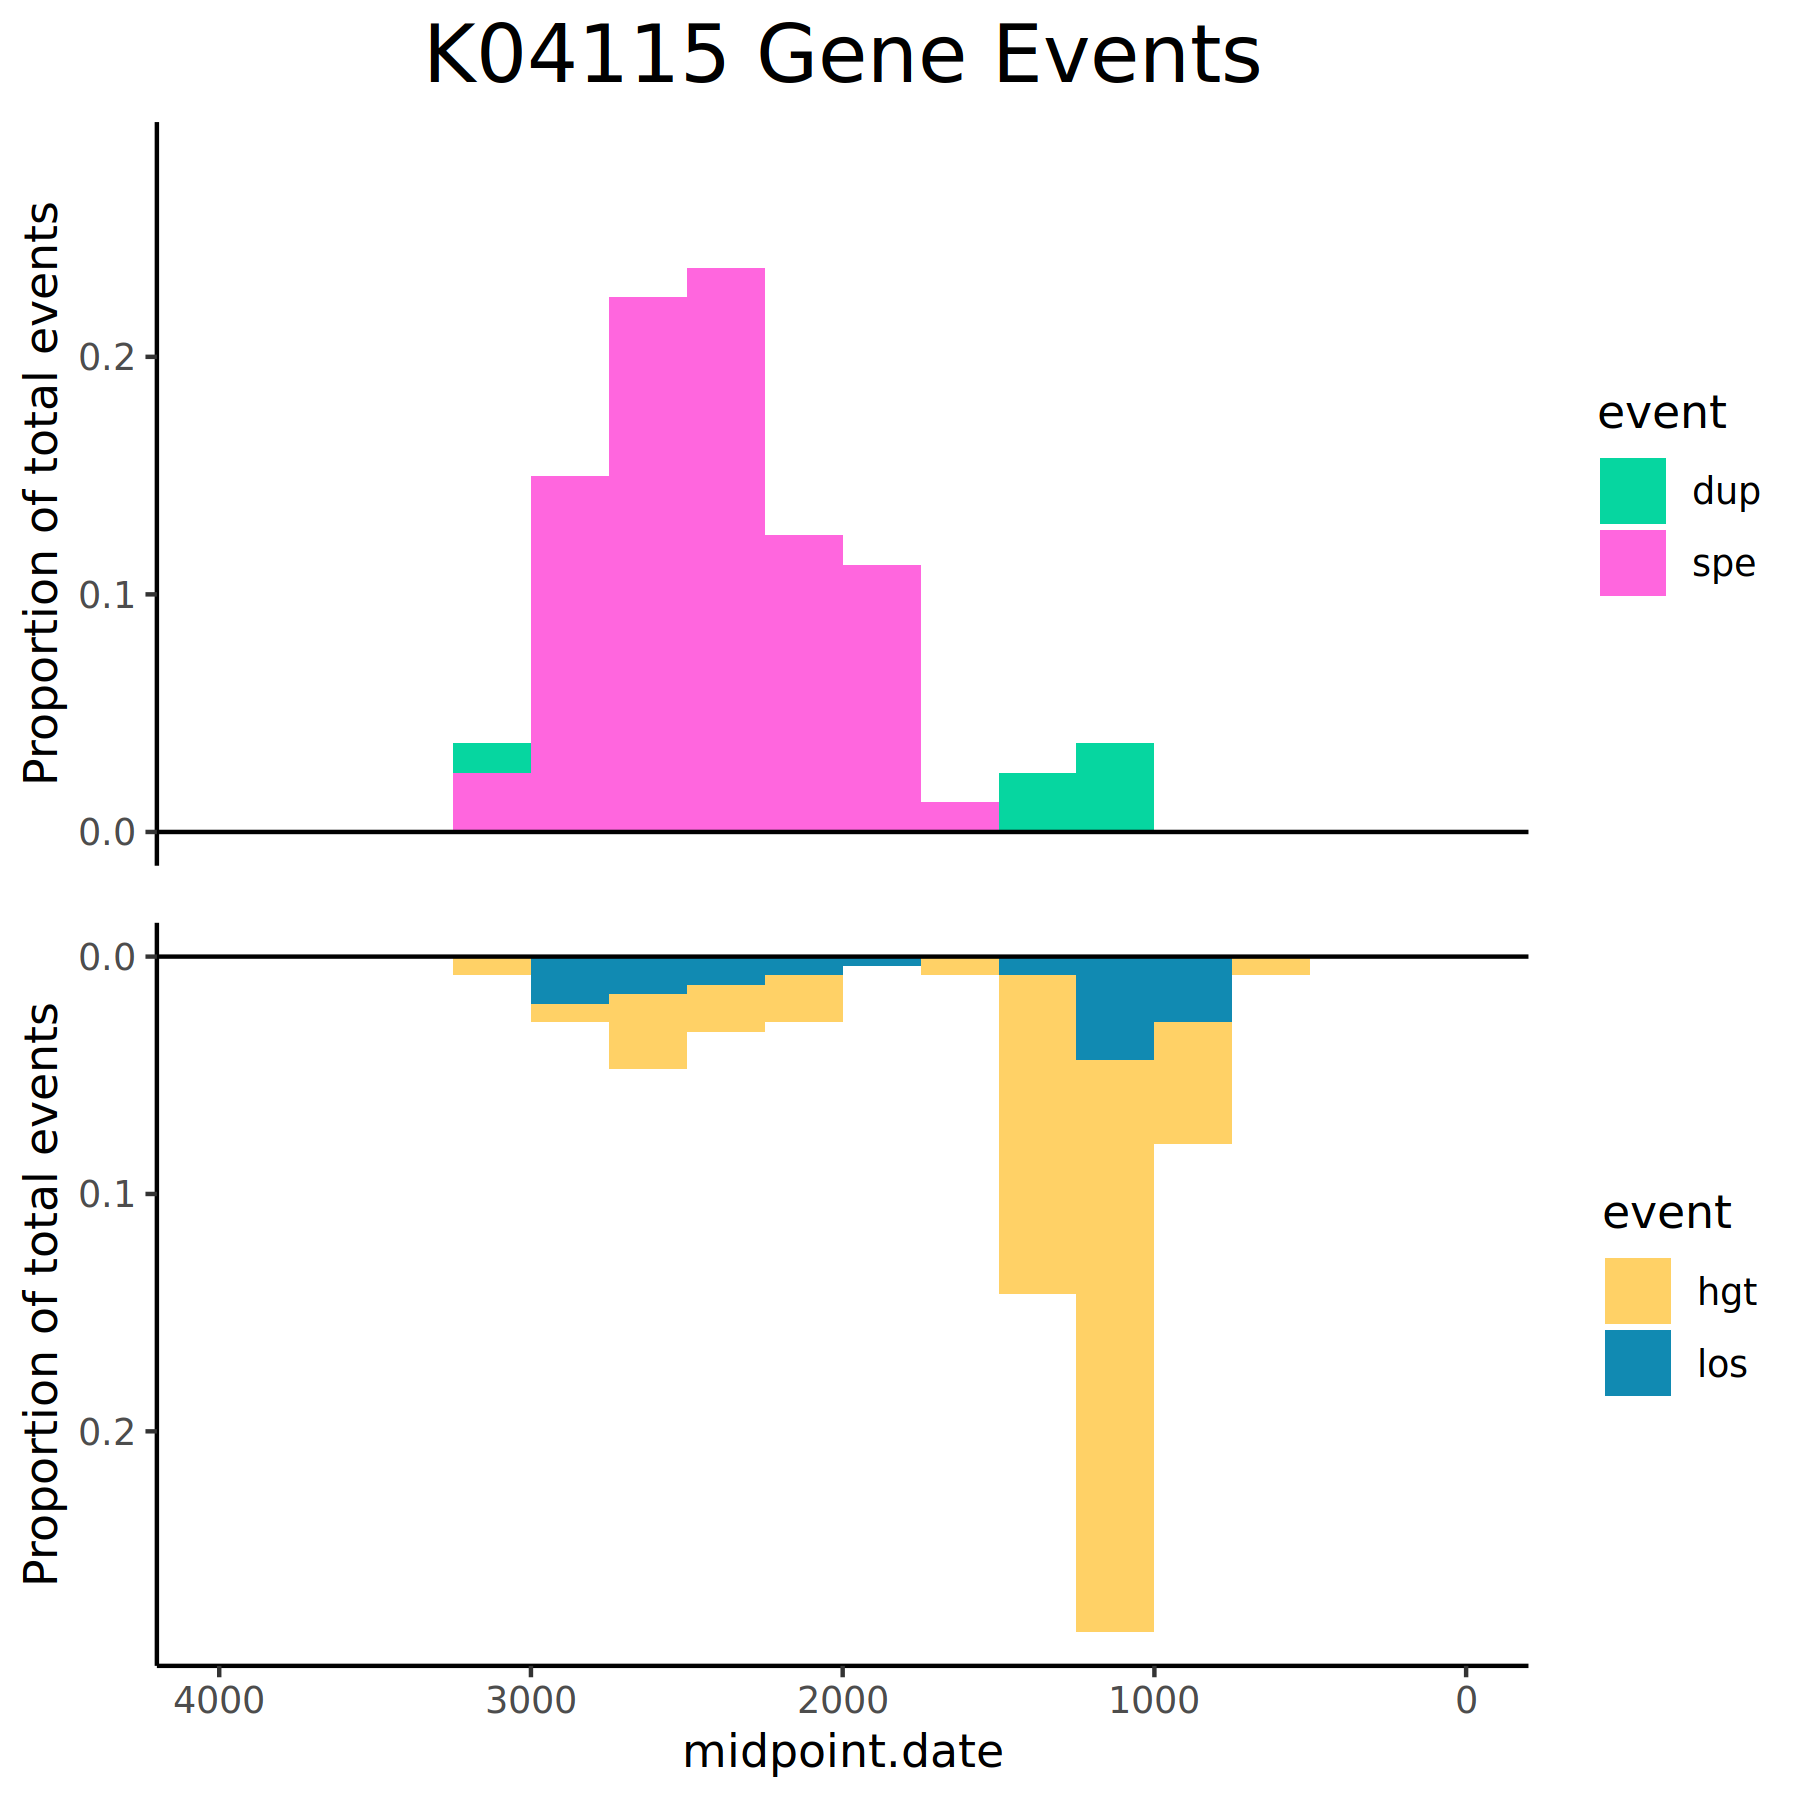 K04115 Gene Events
Proportion of total events
0.2
0.1
0.0
event
dup
spe
Proportion of total events
0.0
0.1
0.2
event
hgt
los
4000 3000 2000 1000 0
midpoint.date